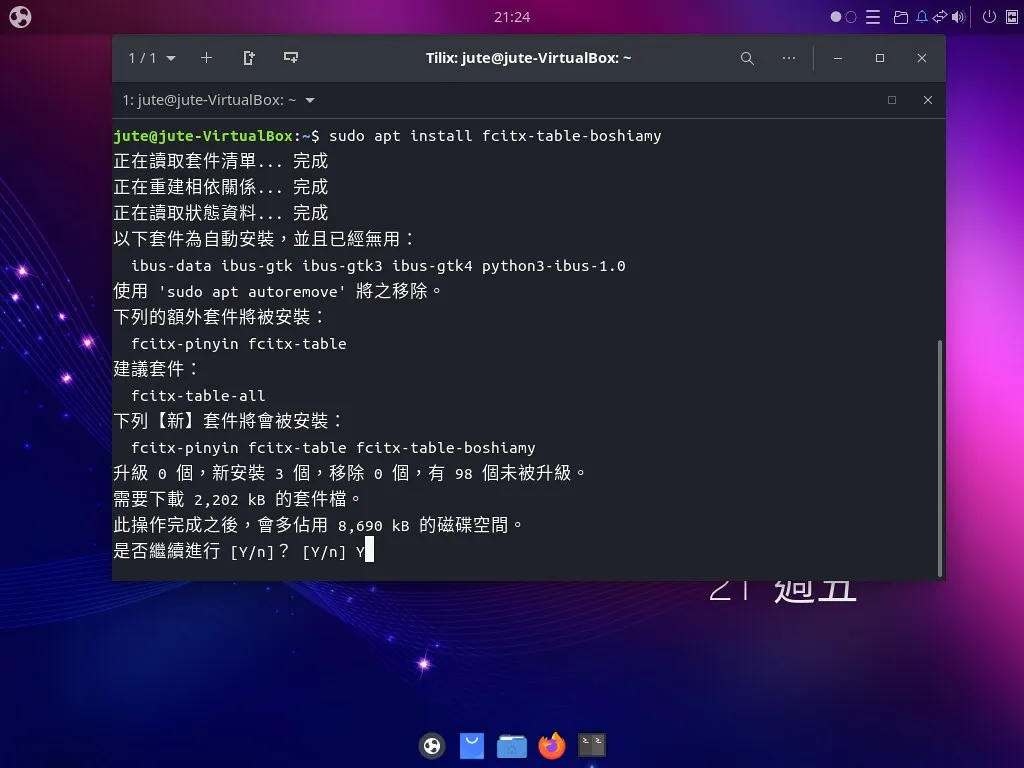 21:24
1 / 1
Tilix: jute@jute-VirtualBox: ~
1: jute@jute-VirtualBox: ~
jute@jute-VirtualBox:~$ sudo apt install fcitx-table-boshiamy
正在讀取套件清單... 完成
正在重建相依關係... 完成
正在讀取狀態資料... 完成
以下套件為自動安裝，並且已經無用：
ibus-data ibus-gtk ibus-gtk3 ibus-gtk4 python3-ibus-1.0
使用 'sudo apt autoremove' 將之移除。
下列的額外套件將被安裝：
fcitx-pinyin fcitx-table
建議套件：
fcitx-table-all
下列【新】套件將會被安裝：
fcitx-pinyin fcitx-table fcitx-table-boshiamy
升級 0 個，新安裝 3 個，移除 0 個，有 98 個未被升級。
需要下載 2,202 kB 的套件檔。
此操作完成之後，會多佔用 8,690 kB 的磁碟空間。
是否繼續進行 [Y/n]？ [Y/n] Y
21 週五